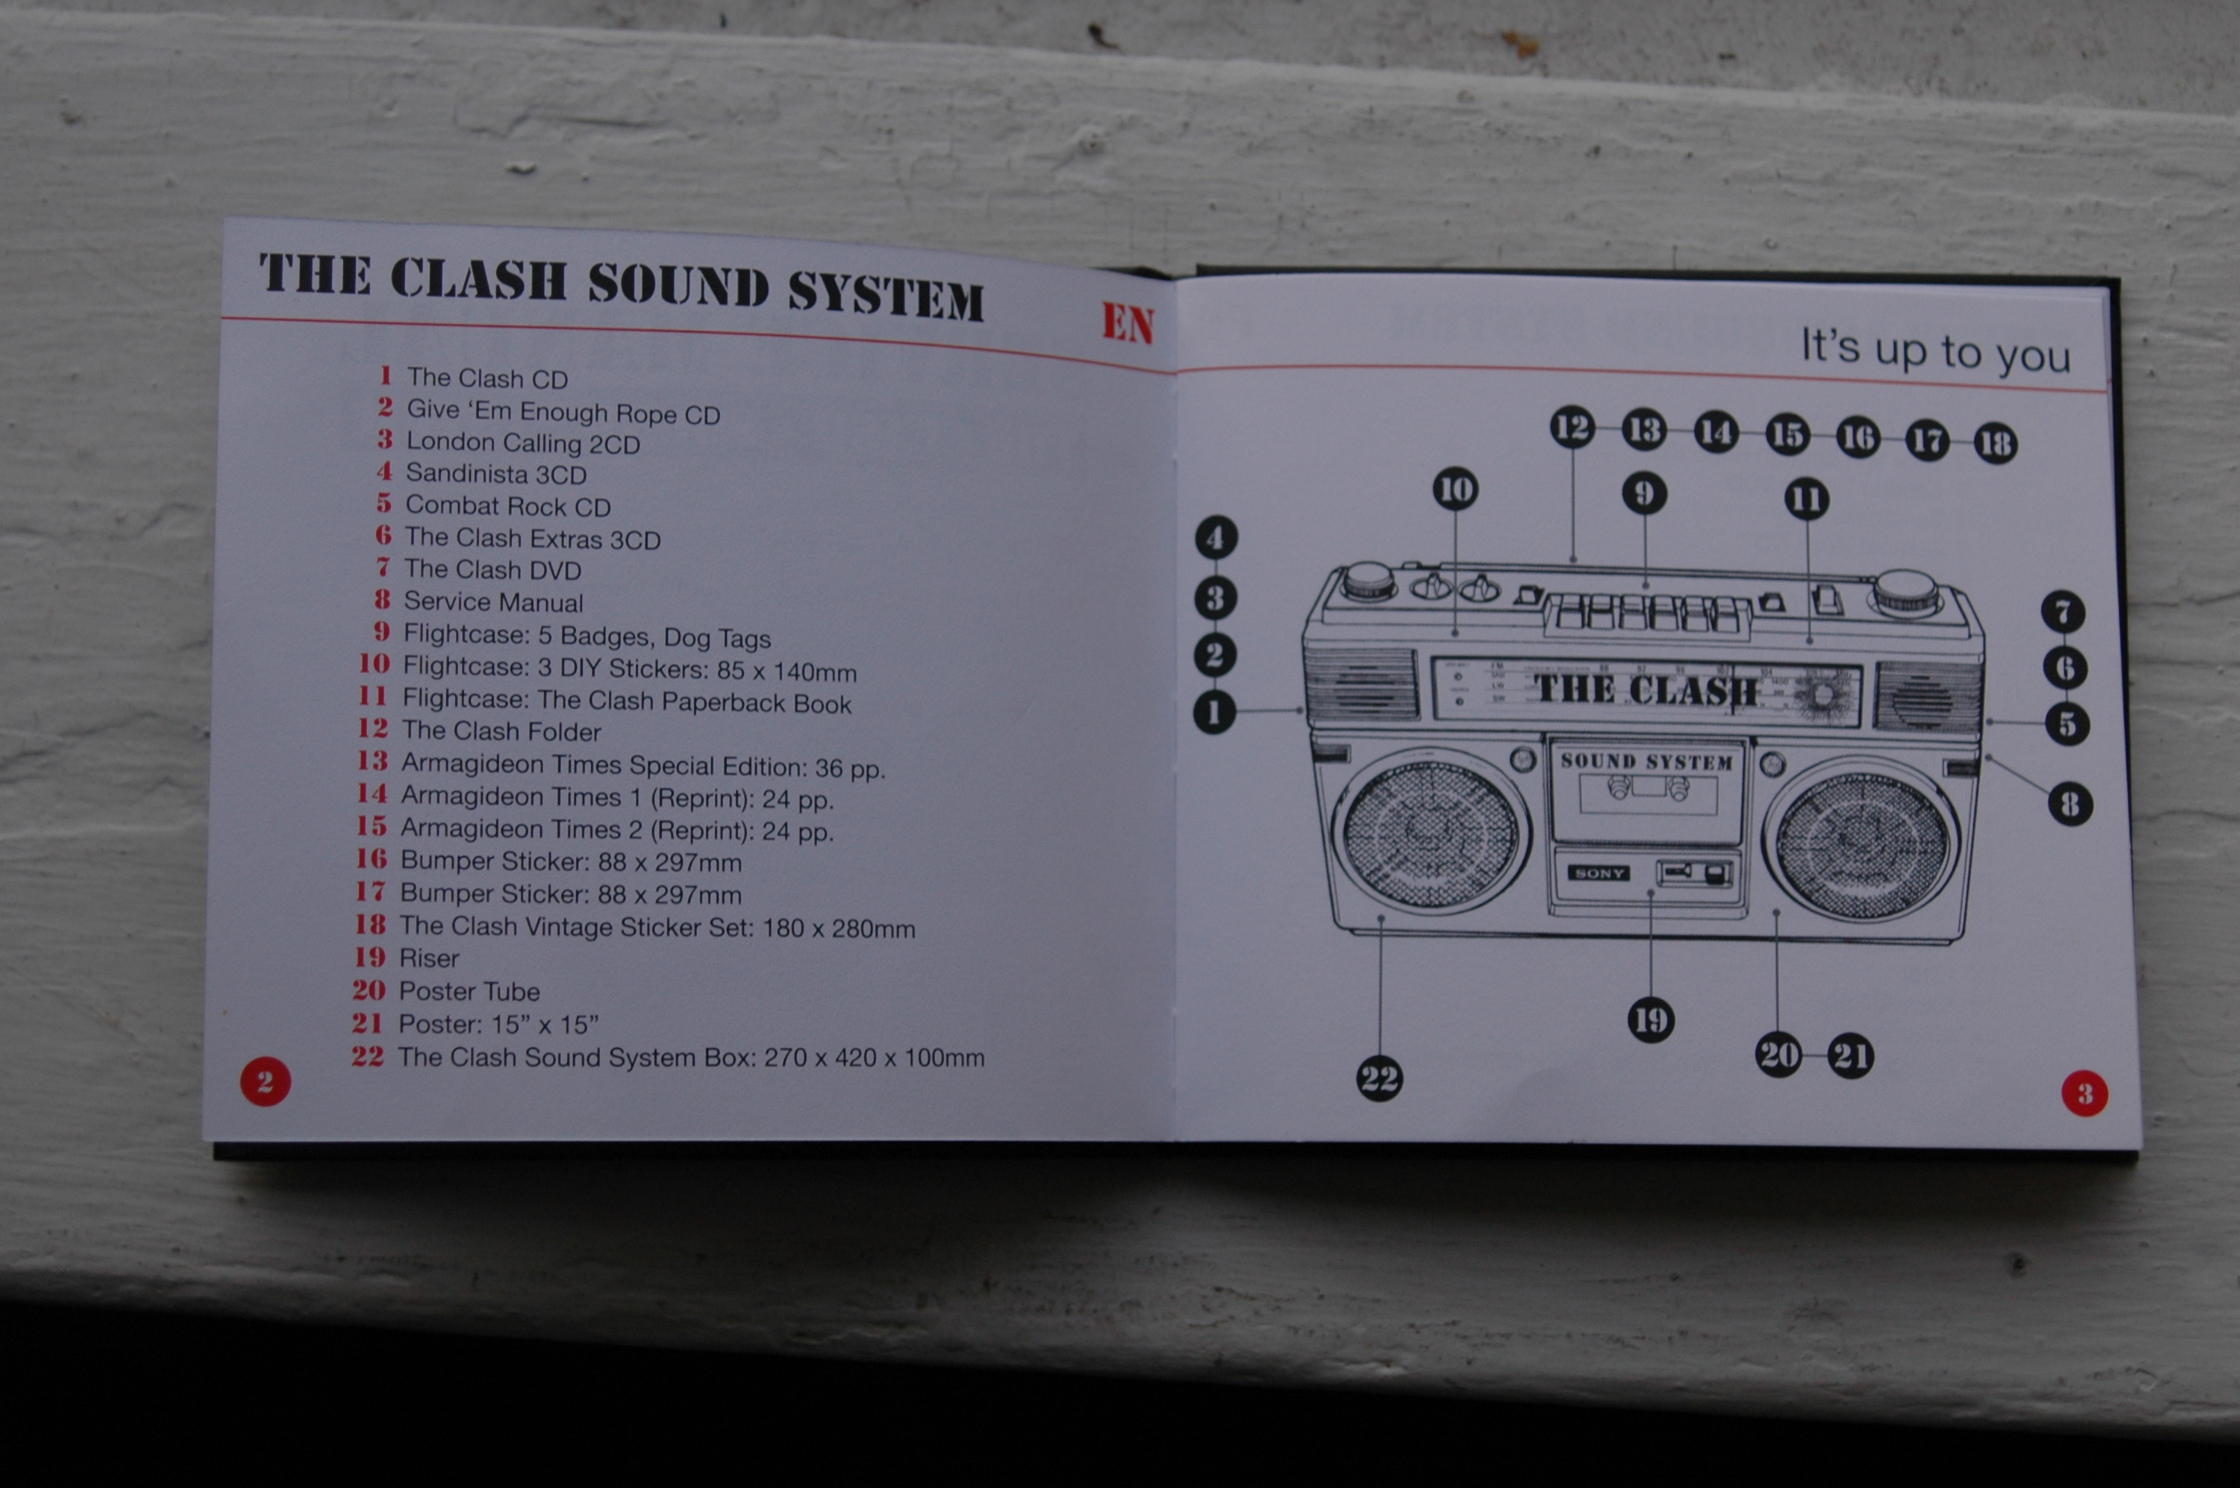 THE CLASH SOUND SYSTEM EN
1 The Clash CD
2 Give ‘Em Enough Rope CD
3 London Calling 2CD
4 Sandinista 3CD
5 Combat Rock CD
6 The Clash Extras 3CD
7 The Clash DVD
8 Service Manual
9 Flightcase: 5 Badges, Dog Tags
10 Flightcase: 3 DIY Stickers: 85 x 140mm
11 Flightcase: The Clash Paperback Book
12 The Clash Folder
13 Armagideon Times Special Edition: 36 pp.
14 Armagideon Times 1 (Reprint): 24 pp.
15 Armagideon Times 2 (Reprint): 24 pp.
16 Bumper Sticker: 88 x 297mm
17 Bumper Sticker: 88 x 297mm
18 The Clash Vintage Sticker Set: 180 x 280mm
19 Riser
20 Poster Tube
21 Poster: 15” x 15”
22 The Clash Sound System Box: 270 x 420 x 100mm
2
It’s up to you
12 13 14 15 16 17 18
10 9 11
4
3
2
1
7
6
5
8
THE CLASH
SOUND SYSTEM
SONY
19
20 21
22
3